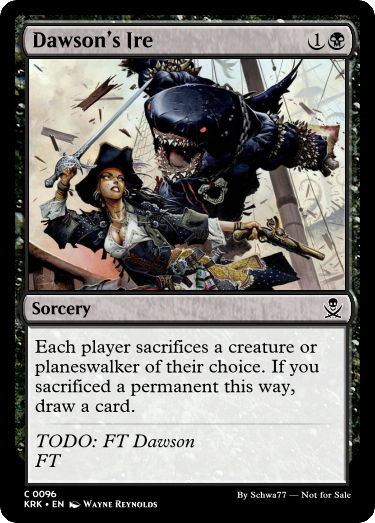 Dawson's Ire 1
Sorcery
Each player sacrifices a creature or
planeswalker of their choice. If you
sacrificed a permanent this way,
draw a card.
TODO: FT Dawson
FT
C 0096
KRK • EN Wayne Reynolds
By Schwa77 — Not for Sale